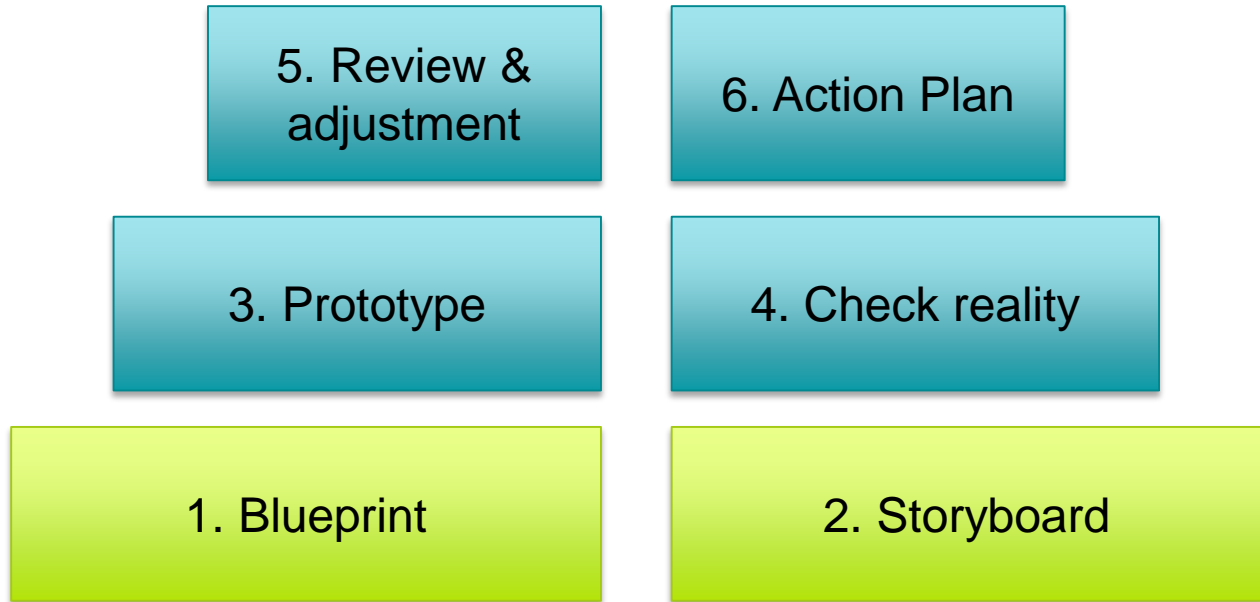 5. Review &
adjustment
6. Action Plan
3. Prototype
4. Check reality
1. Blueprint
2. Storyboard